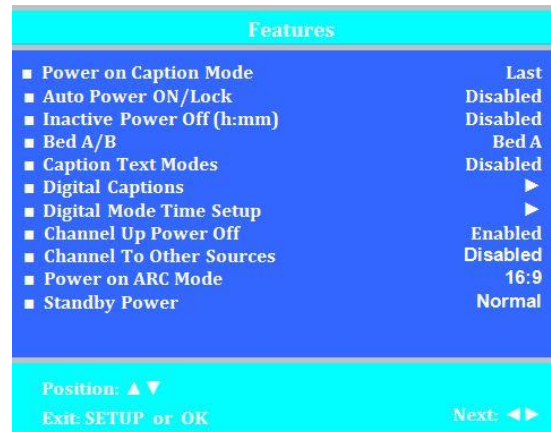 Features
■ Power on Caption Mode Last
■ Auto Power ON/Lock Disabled
■ Inactive Power Off (h:mm) Disabled
■ Bed A/B Bed A
■ Caption Text Modes Disabled
■ Digital Captions ►
■ Digital Mode Time Setup ►
■ Channel Up Power Off Enabled
■ Channel To Other Sources Disabled
■ Power on ARC Mode 16:9
■ Standby Power Normal
Position: ▲▼
Exit: SETUP or OK Next: ◄►